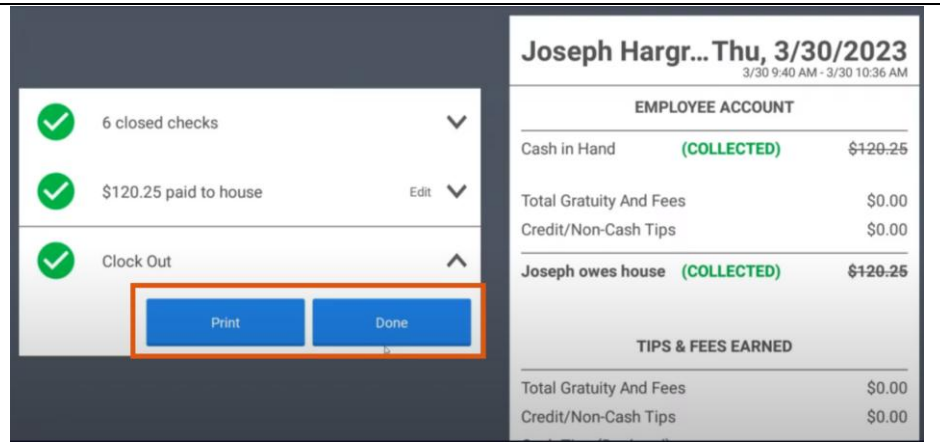 6 closed checks
$120.25 paid to house Edit
Clock Out
Print Done
Joseph Hargr... Thu, 3/30/2023
3/30 9:40 AM - 3/30 10:36 AM
EMPLOYEE ACCOUNT
Cash in Hand (COLLECTED) $120.25
Total Gratuity And Fees $0.00
Credit/Non-Cash Tips $0.00
Joseph owes house (COLLECTED) $120.25
TIPS & FEES EARNED
Total Gratuity And Fees $0.00
Credit/Non-Cash Tips $0.00